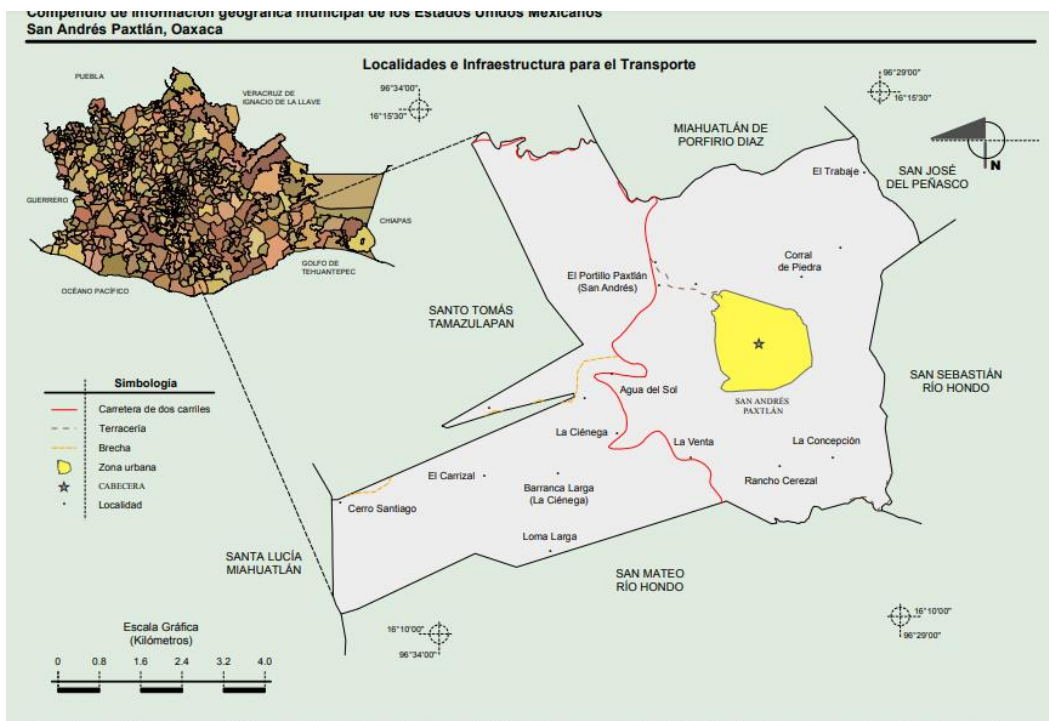 Compendio de información geográfica municipal de los Estados Unidos Mexicanos
San Andrés Paxtlán, Oaxaca
Localidades e Infraestructura para el Transporte
PUEBLA
VERACRUZ DE
IGNACIO DE LA LLAVE
GUERRERO
CHIAPAS
GOLFO DE
TEHUANTEPEC
OCÉANO PACÍFICO
96°34'00"
16°15'30"
96°29'00"
16°15'30"
N
MIAHUATLÁN DE
PORFIRIO DIAZ
El Trabaje
SAN JOSÉ
DEL PEÑASCO
Corral
de Piedra
El Portillo Paxtlán
(San Andrés)
SANTO TOMÁS
TAMAZULAPAN
SAN SEBASTIÁN
RÍO HONDO
Agua del Sol
SAN ANDRÉS
PAXTLÁN
La Ciénega
La Venta
La Concepción
El Carrizal
Barranca Larga
(La Ciénega)
Rancho Cerezal
Cerro Santiago
Loma Larga
SANTA LUCÍA
MIAHUATLÁN
SAN MATEO
RÍO HONDO
Simbología
Carretera de dos carriles
Terracería
Brecha
Zona urbana
CABECERA
Localidad
Escala Gráfica
(Kilómetros)
0 0.8 1.6 2.4 3.2 4.0
16°10'00"
96°34'00"
16°10'00"
96°29'00"